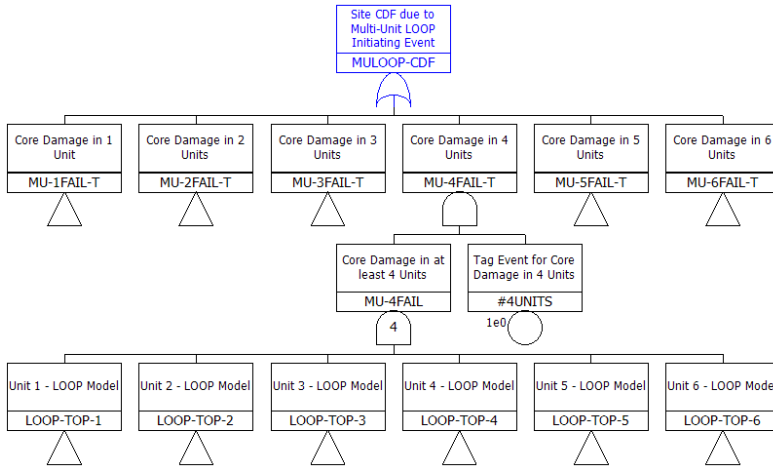 Site CDF due to
Multi-Unit LOOP
Initiating Event
MULOOP-CDF
Core Damage in 1
Unit
MU-1FAIL-T
Core Damage in 2
Units
MU-2FAIL-T
Core Damage in 3
Units
MU-3FAIL-T
Core Damage in 4
Units
MU-4FAIL-T
Core Damage in 5
Units
MU-5FAIL-T
Core Damage in 6
Units
MU-6FAIL-T
Core Damage in at
least 4 Units
MU-4FAIL
4
Tag Event for Core
Damage in 4 Units
#4UNITS
1e0
Unit 1 - LOOP Model
LOOP-TOP-1
Unit 2 - LOOP Model
LOOP-TOP-2
Unit 3 - LOOP Model
LOOP-TOP-3
Unit 4 - LOOP Model
LOOP-TOP-4
Unit 5 - LOOP Model
LOOP-TOP-5
Unit 6 - LOOP Model
LOOP-TOP-6